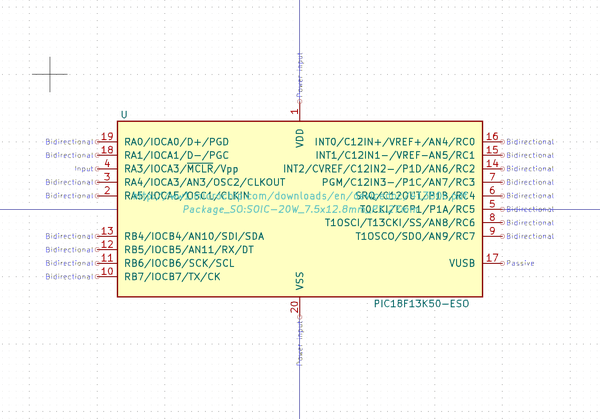 Power input
1
U
VDD
Bidirectional 19 RA0/IOCA0/D+/PGD INT0/C12IN+/VREF+/AN4/RC0 16 Bidirectional
Bidirectional 18 RA1/IOCA1/D-/PGC INT1/C12IN1-/VREF-AN5/RC1 15 Bidirectional
Input 4 RA3/IOCA3/MCLR/Vpp INT2/CVREF/C12IN2-/P1D/AN6/RC2 14 Bidirectional
Bidirectional 3 RA4/IOCA3/AN3/OSC2/CLKOUT PGM/C12IN3-/P1C/AN7/RC3 7 Bidirectional
Bidirectional 2 6 Bidirectional
Package_SO:SOIC-20W_7.5x12.8mm 5 Bidirectional
T1OSCI/T13CKI/SS/AN8/RC6 8 Bidirectional
Bidirectional 13 RB4/IOCB4/AN10/SDI/SDA T1OSCO/SDO/AN9/RC7 9 Bidirectional
Bidirectional 12 RB5/IOCB5/AN11/RX/DT
Bidirectional 11 RB6/IOCB6/SCK/SCL VUSB 17 Passive
Bidirectional 10 RB7/IOCB7/TX/CK
VSS
PIC18F13K50-ESO
20
Power input